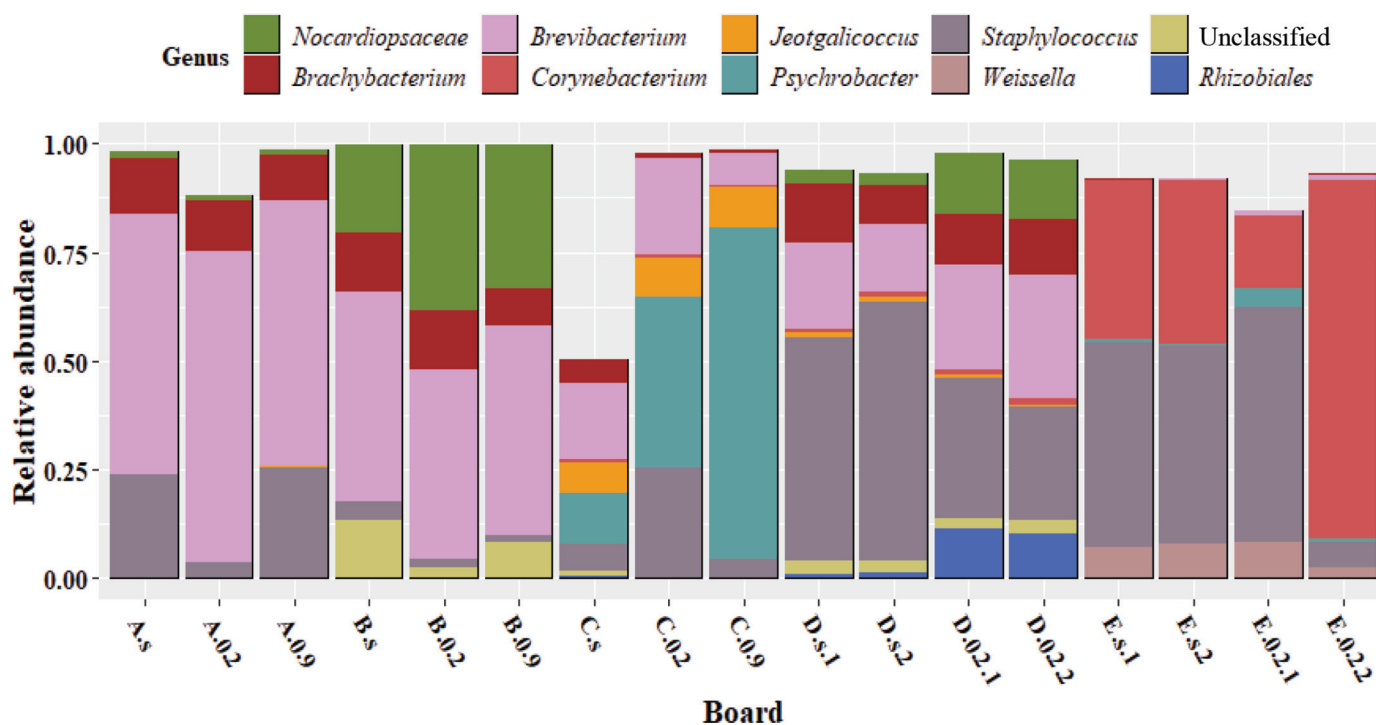 Genus
Nocardiopsaceae Brevibacterium Jeotgalicoccus Staphylococcus Unclassified
Brachybacterium Corynebacterium Psychrobacter Weissella Rhizobiales
Relative abundance
1.00
0.75
0.50
0.25
0.00
A.s A.0.2 A.0.9 B.s B.0.2 B.0.9 C.s C.0.2 C.0.9 D.s.1 D.s.2 D.0.2.1 D.0.2.2 E.s.1 E.s.2 E.0.2.1 E.0.2.2
Board